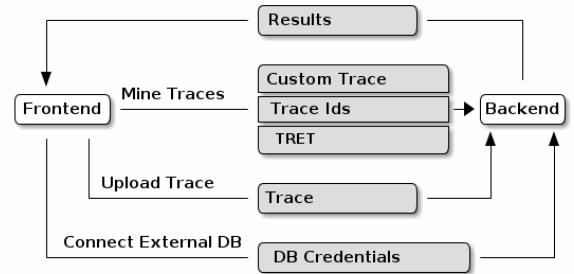 Results
Custom Trace
Mine Traces
Frontend
Trace Ids
Backend
TRET
Upload Trace
Trace
Connect External DB
DB Credentials